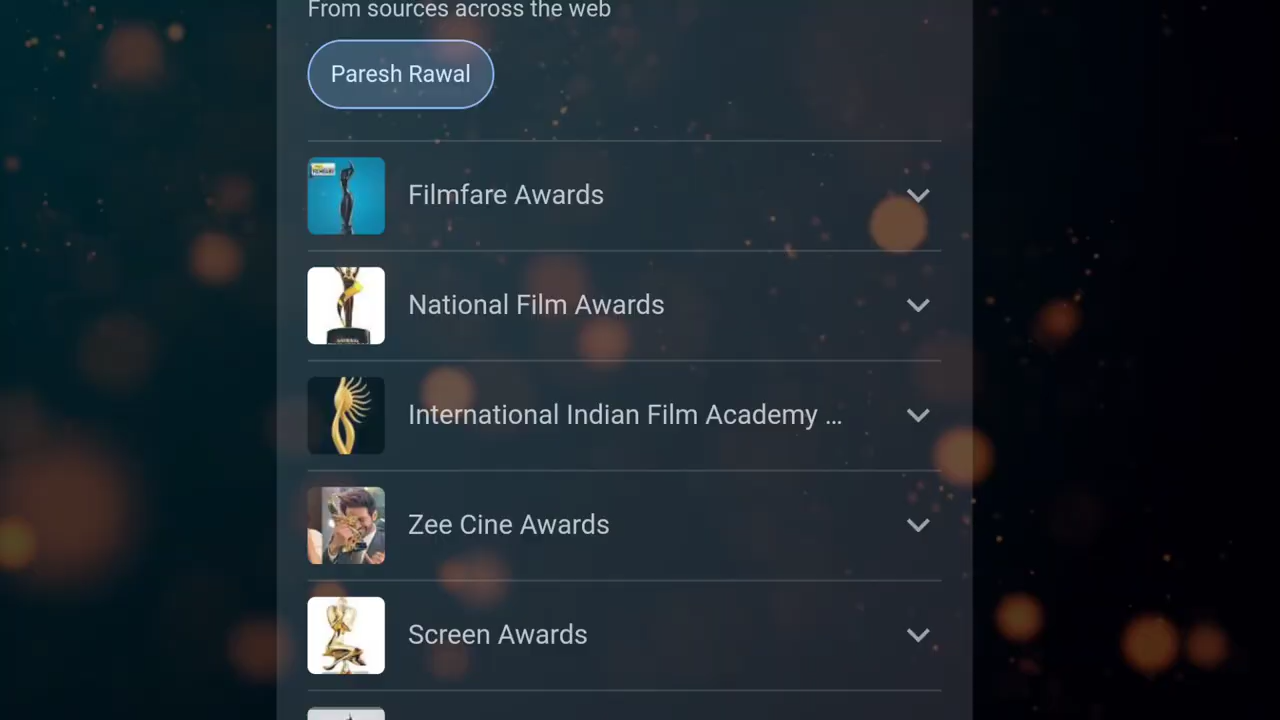 From sources across the web
Paresh Rawal
Filmfare Awards
National Film Awards
International Indian Film Academy ...
Zee Cine Awards
Screen Awards